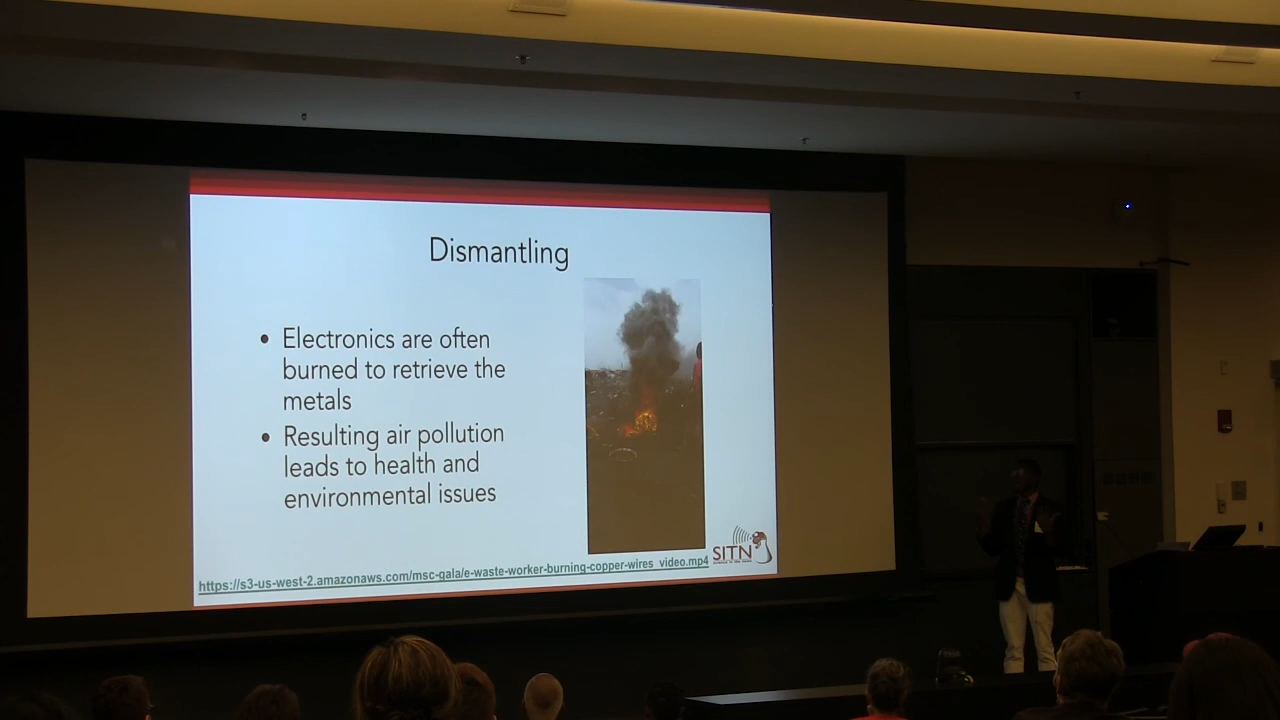 Dismantling
• Electronics are often
burned to retrieve the
metals
• Resulting air pollution
leads to health and
environmental issues
SITN
https://s3-us-west-2.amazonaws.com/msc-gala/e-waste-worker-burning-copper-wires_video.mp4